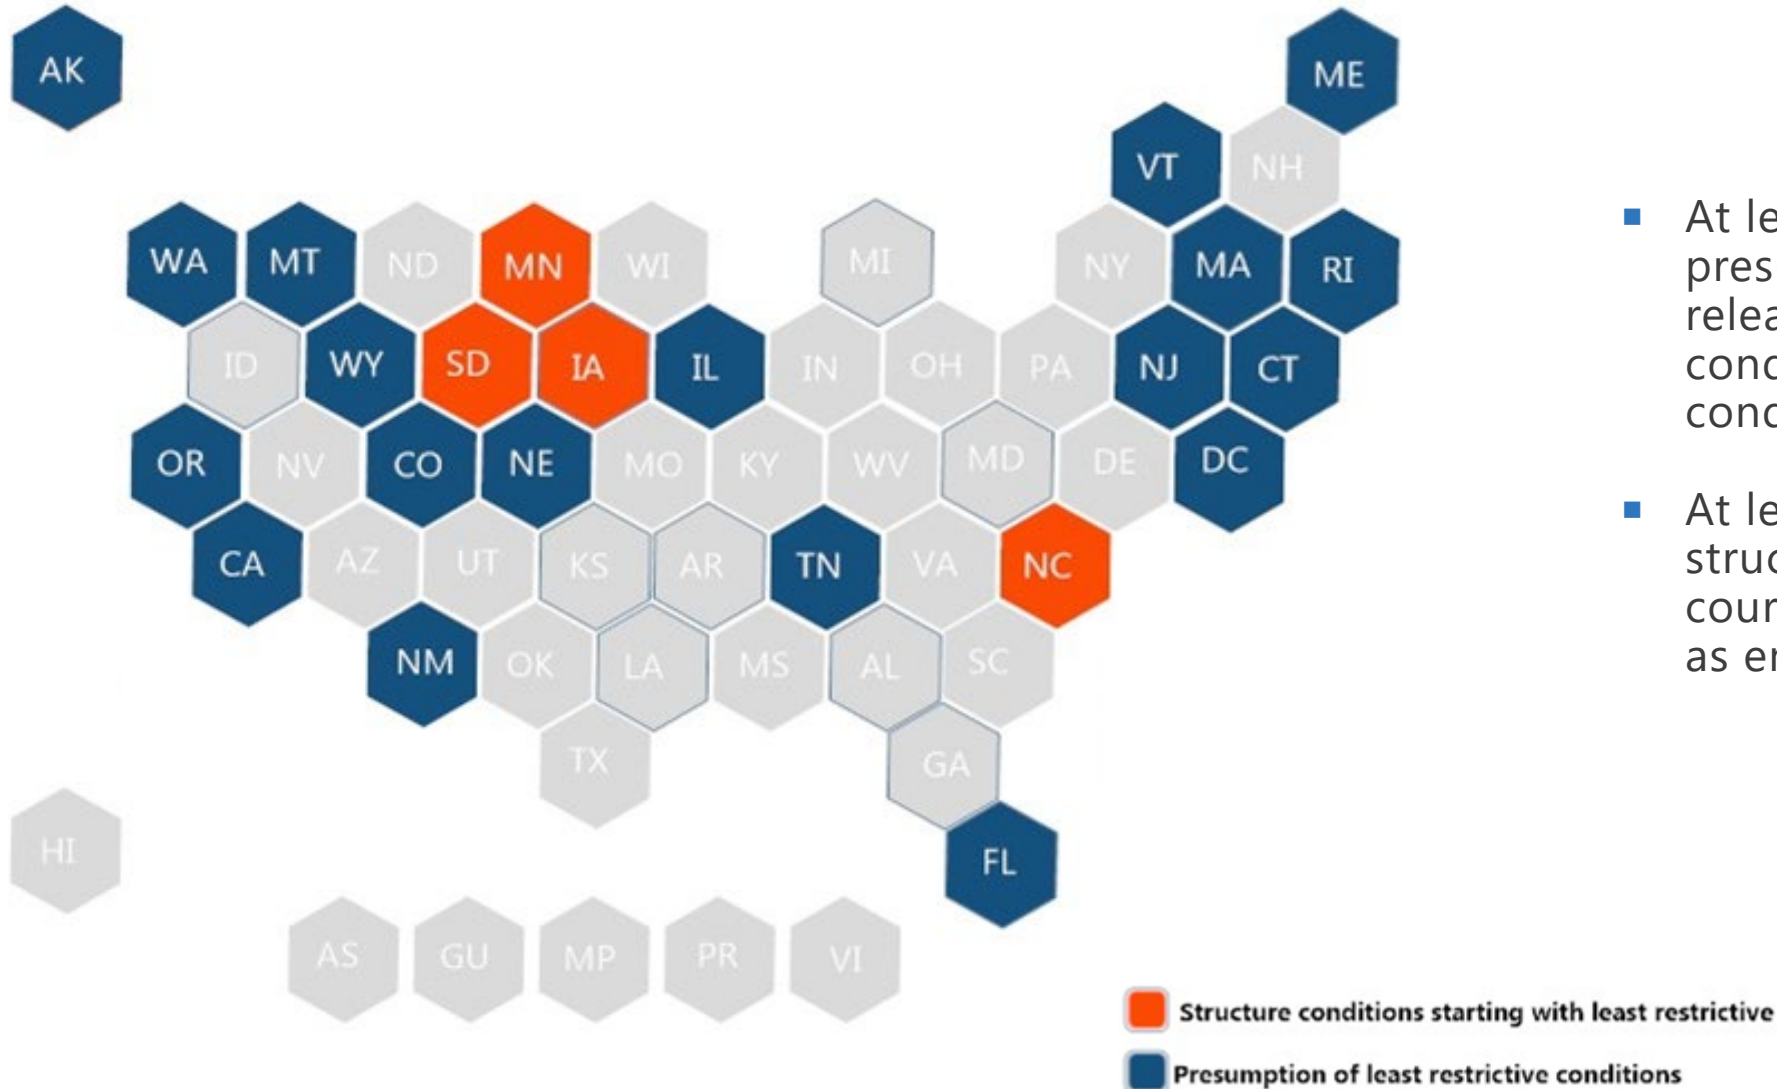 AK
ME
VT
NH
WA
MT
ND
MN
WI
MI
NY
MA
RI
ID
WY
SD
IA
IL
IN
OH
PA
NJ
CT
OR
NV
CO
NE
MO
KY
WV
MD
DE
DC
CA
AZ
UT
KS
AR
TN
VA
NC
NM
OK
LA
MS
AL
SC
TX
GA
HI
FL
AS
GU
MP
PR
VI
Structure conditions starting with least restrictive
Presumption of least restrictive conditions
At le
pres
relea
conc
conc
At le
struc
cour
as er